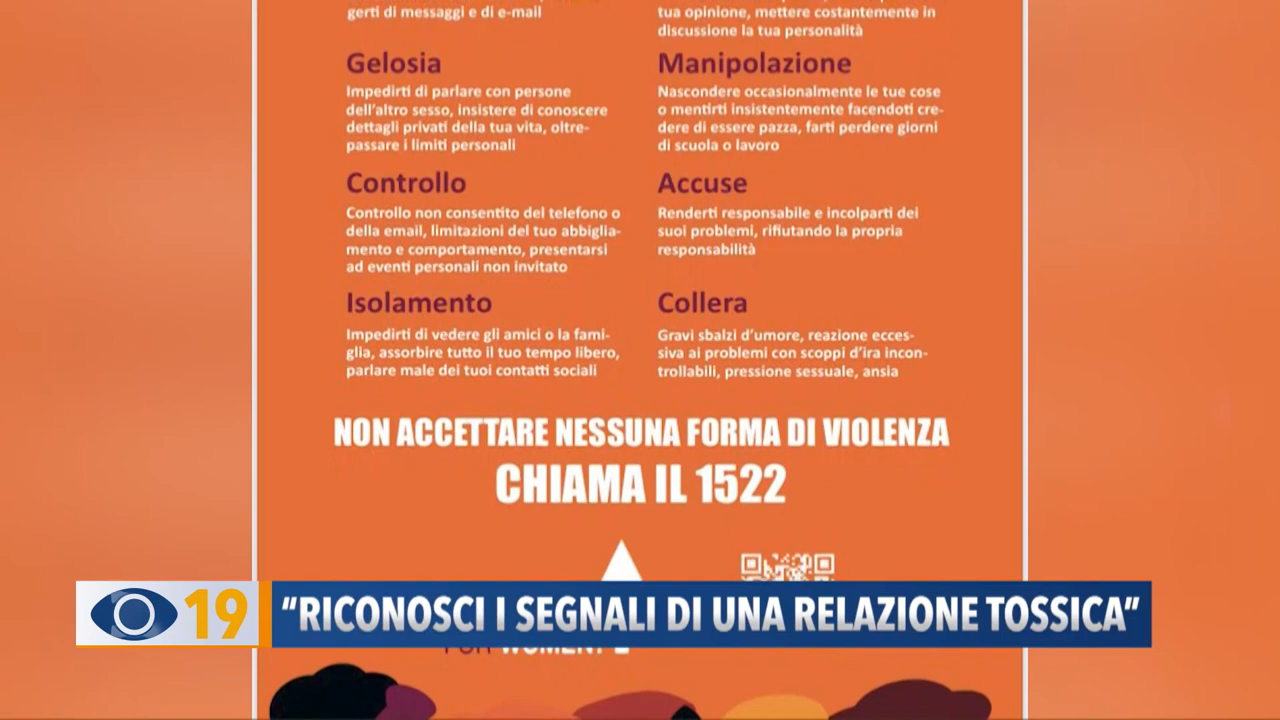 gerti di messaggi e di e-mail
tua opinione, mettere costantemente in
discussione la tua personalità
Gelosia
Impedirti di parlare con persone
dell'altro sesso, insistere di conoscere
dettagli privati della tua vita, oltre-
passare i limiti personali
Manipolazione
Nascondere occasionalmente le tue cose
o mentirti insistentemente facendoti cre-
dere di essere pazza, farti perdere giorni
di scuola o lavoro
Controllo
Controllo non consentito del telefono o
della email, limitazioni del tuo abbiglia-
mento e comportamento, presentarsi
ad eventi personali non invitato
Accuse
Renderti responsabile e incolparti dei
suoi problemi, rifiutando la propria
responsabilità
Isolamento
Impedirti di vedere gli amici o la fami-
glia, assorbire tutto il tuo tempo libero,
parlare male dei tuoi contatti sociali
Collera
Gravi sbalzi d'umore, reazione ecces-
siva ai problemi con scoppi d'ira incon-
trollabili, pressione sessuale, ansia
NON ACCETTARE NESSUNA FORMA DI VIOLENZA
CHIAMA IL 1522
19
“RICONOSCI I SEGNALI DI UNA RELAZIONE TOSSICA”